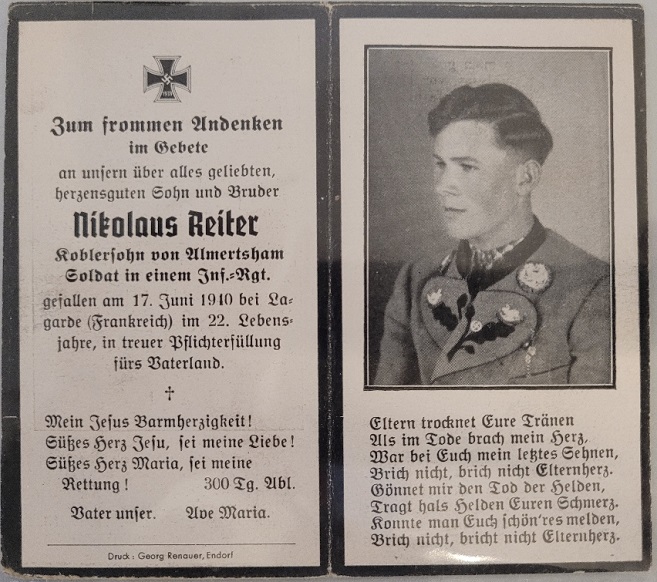 Zum frommen Andenken
im Gebete
an unsern über alles geliebten,
herzensguten Sohn und Bruder
Nikolaus Reiter
Koblersohn von Almertsham
Soldat in einem Inf.-Rgt.
gefallen am 17. Juni 1940 bei La-
garde (Frankreich) im 22. Lebens-
jahre, in treuer Pflichterfüllung
fürs Vaterland.
†
Mein Jesus Barmherzigkeit!
Süßes Herz Jesu, sei meine Liebe!
Süßes Herz Maria, sei meine
Rettung! 300 Tg. Abl.
Vater unser. Ave Maria.
Druck: Georg Renauer, Endorf
Eltern trocknet Eure Tränen
Als im Tode brach mein Herz,
War bei Euch mein letztes Sehnen,
Brich nicht, brich nicht Elternherz.
Gönnet mir den Tod der Helden,
Tragt hals Helden Euren Schmerz.
Konnte man Euch schön'res melden,
Brich nicht, bricht nicht Elternherz.